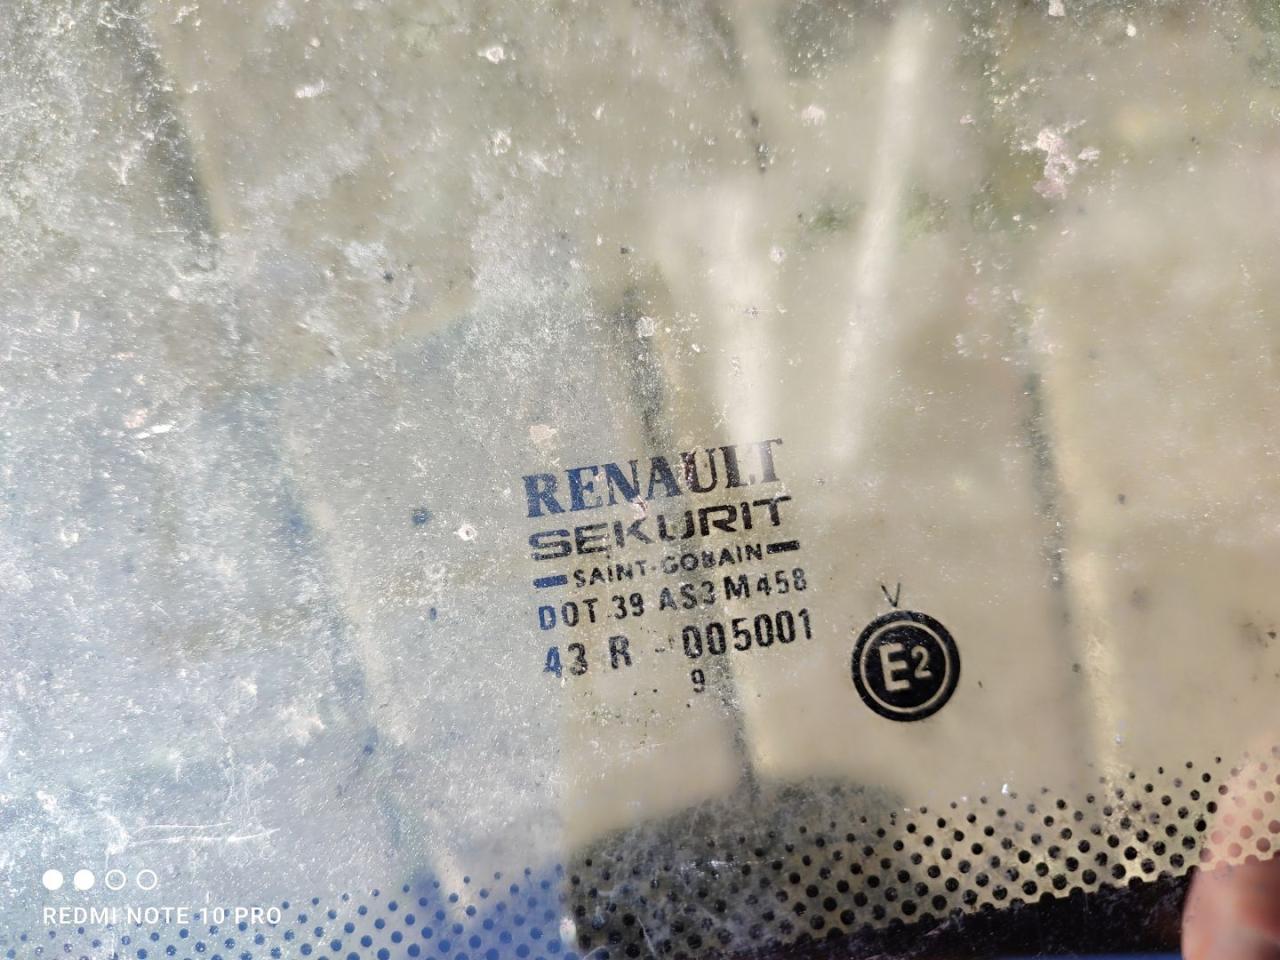 RENAULT
SEKURIT
SAINT-GOBAIN
DOT 39 AS3 M458
43 R - 005001
9
V
E2
REDMI NOTE 10 PRO